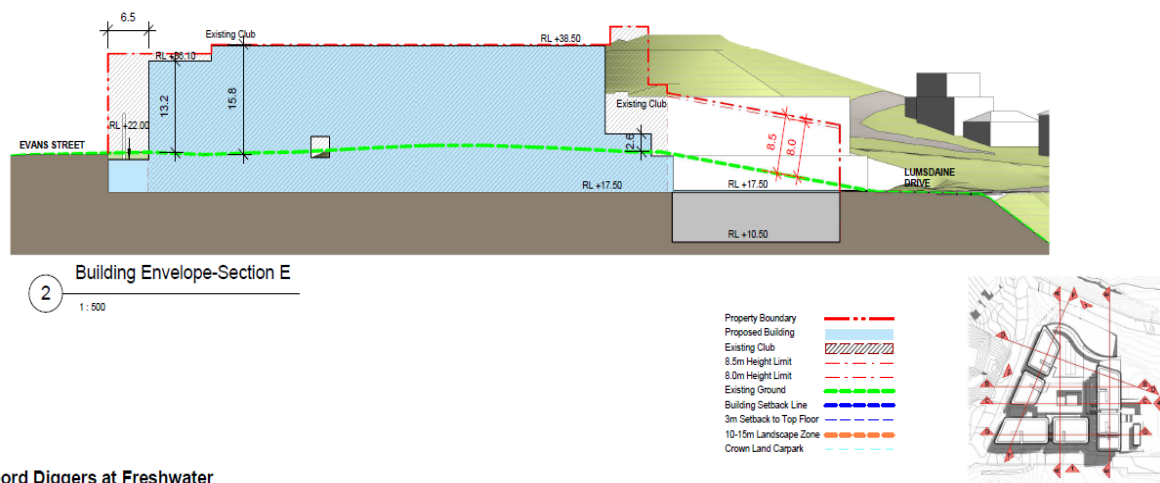 6.5
Existing Club
RL +38.50
RL +36.10
13.2
15.8
Existing Club
RL +22.00
2.6
8.5
8.0
EVANS STREET
LUMSDAINE
DRIVE
RL +17.50
RL +17.50
RL +10.50
2
Building Envelope-Section E
1 : 500
Property Boundary
Proposed Building
Existing Club
8.5m Height Limit
8.0m Height Limit
Existing Ground
Building Setback Line
3m Setback to Top Floor
10-15m Landscape Zone
Crown Land Carpark
ord Diggers at Freshwater